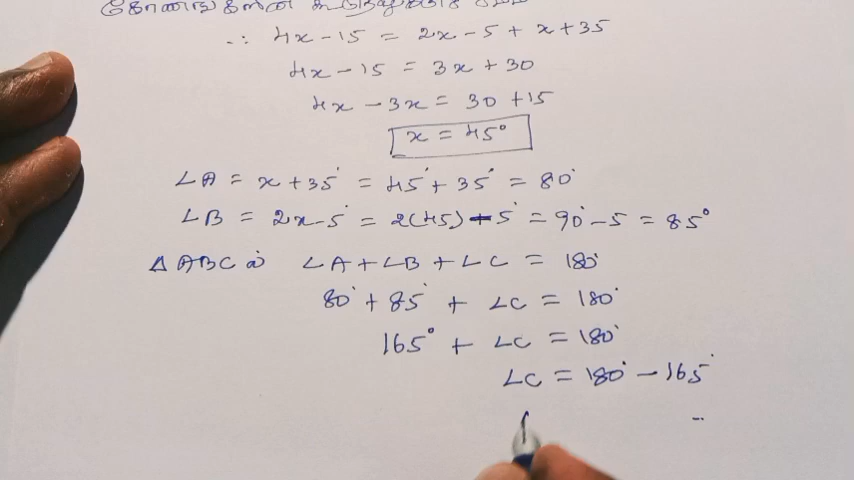 ∴ 4x - 15 = 2x - 5 + x + 35
4x - 15 = 3x + 30
4x - 3x = 30 + 15
x = 45°
∠A = x + 35° = 45° + 35° = 80°
∠B = 2x - 5° = 2(45) - 5° = 90° - 5 = 85°
△ ABC ல் ∠A + ∠B + ∠C = 180°
80° + 85° + ∠C = 180°
165° + ∠C = 180°
∠C = 180° - 165°